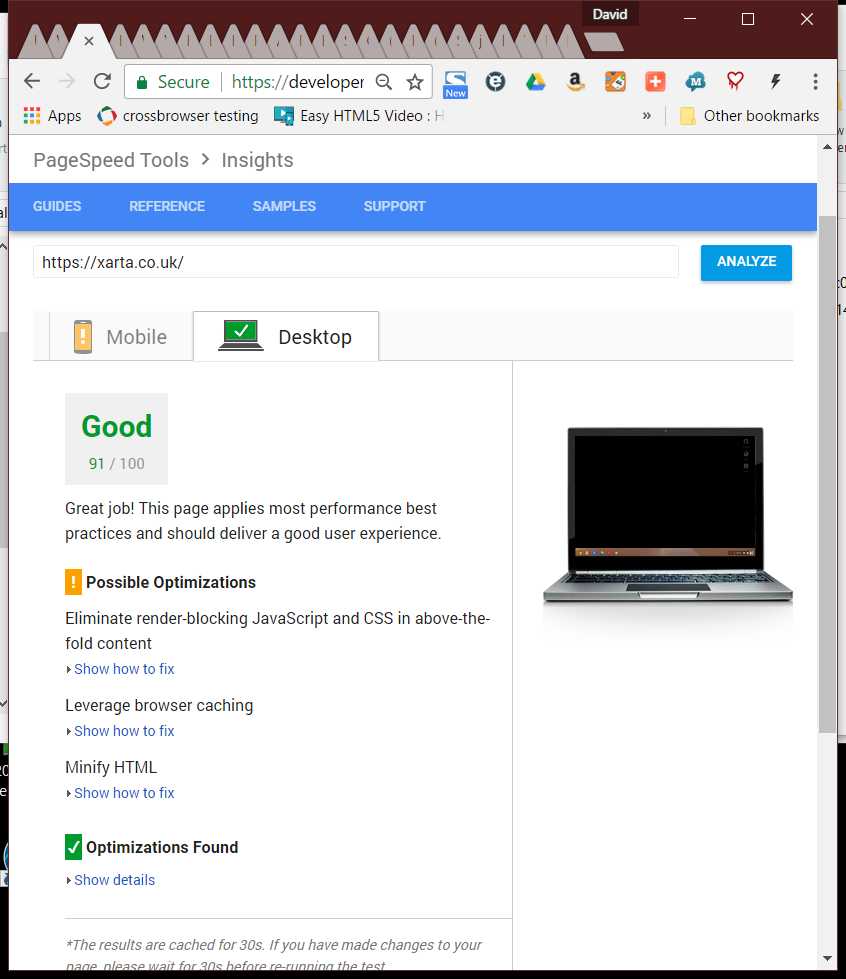 David
Secure
https://developer
New
Apps
crossbrowser testing
Easy HTML5 Video : H
»
Other bookmarks
PageSpeed Tools > Insights
GUIDES
REFERENCE
SAMPLES
SUPPORT
https://xarta.co.uk/
ANALYZE
Mobile
Desktop
Good
91 / 100
Great job! This page applies most performance best
practices and should deliver a good user experience.
! Possible Optimizations
Eliminate render-blocking JavaScript and CSS in above-the-
fold content
Show how to fix
Leverage browser caching
Show how to fix
Minify HTML
Show how to fix
Optimizations Found
Show details
*The results are cached for 30s. If you have made changes to your
page, please wait for 30s before re-running the test.